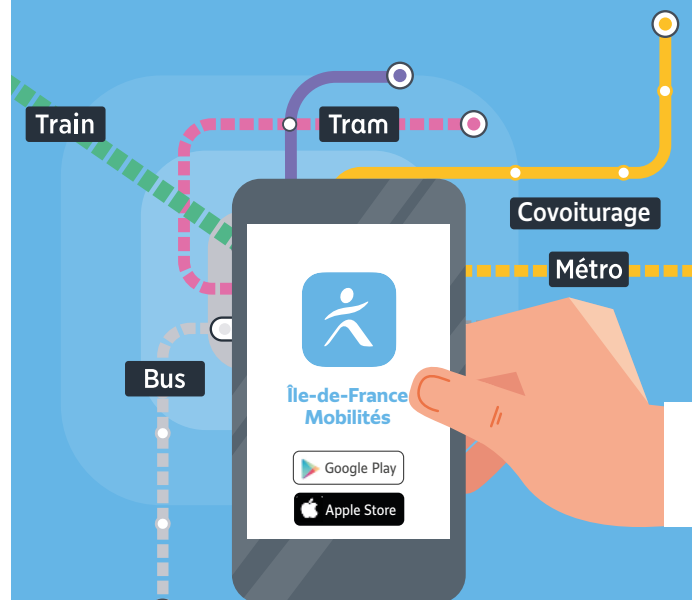 Train
Tram
Covoiturage
Métro
Bus
Île-de-France
Mobilités
Google Play
Apple Store